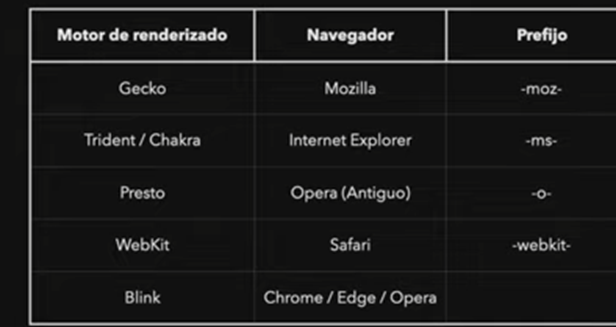 Motor de renderizado Navegador Prefijo
Gecko Mozilla -moz-
Trident / Chakra Internet Explorer -ms-
Presto Opera (Antiguo) -o-
WebKit Safari -webkit-
Blink Chrome / Edge / Opera